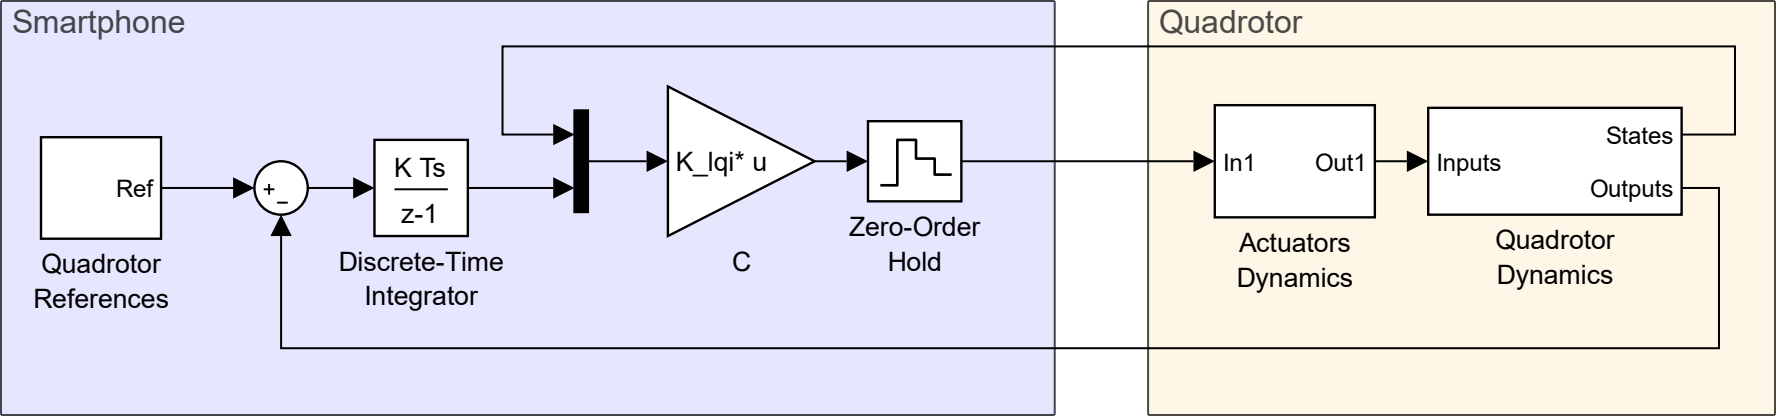 Smartphone
Quadrotor
Ref
Quadrotor
References
+
−
K Ts
z-1
Discrete-Time
Integrator
K_lqi* u
C
Zero-Order
Hold
In1
Out1
Actuators
Dynamics
Inputs
States
Outputs
Quadrotor
Dynamics